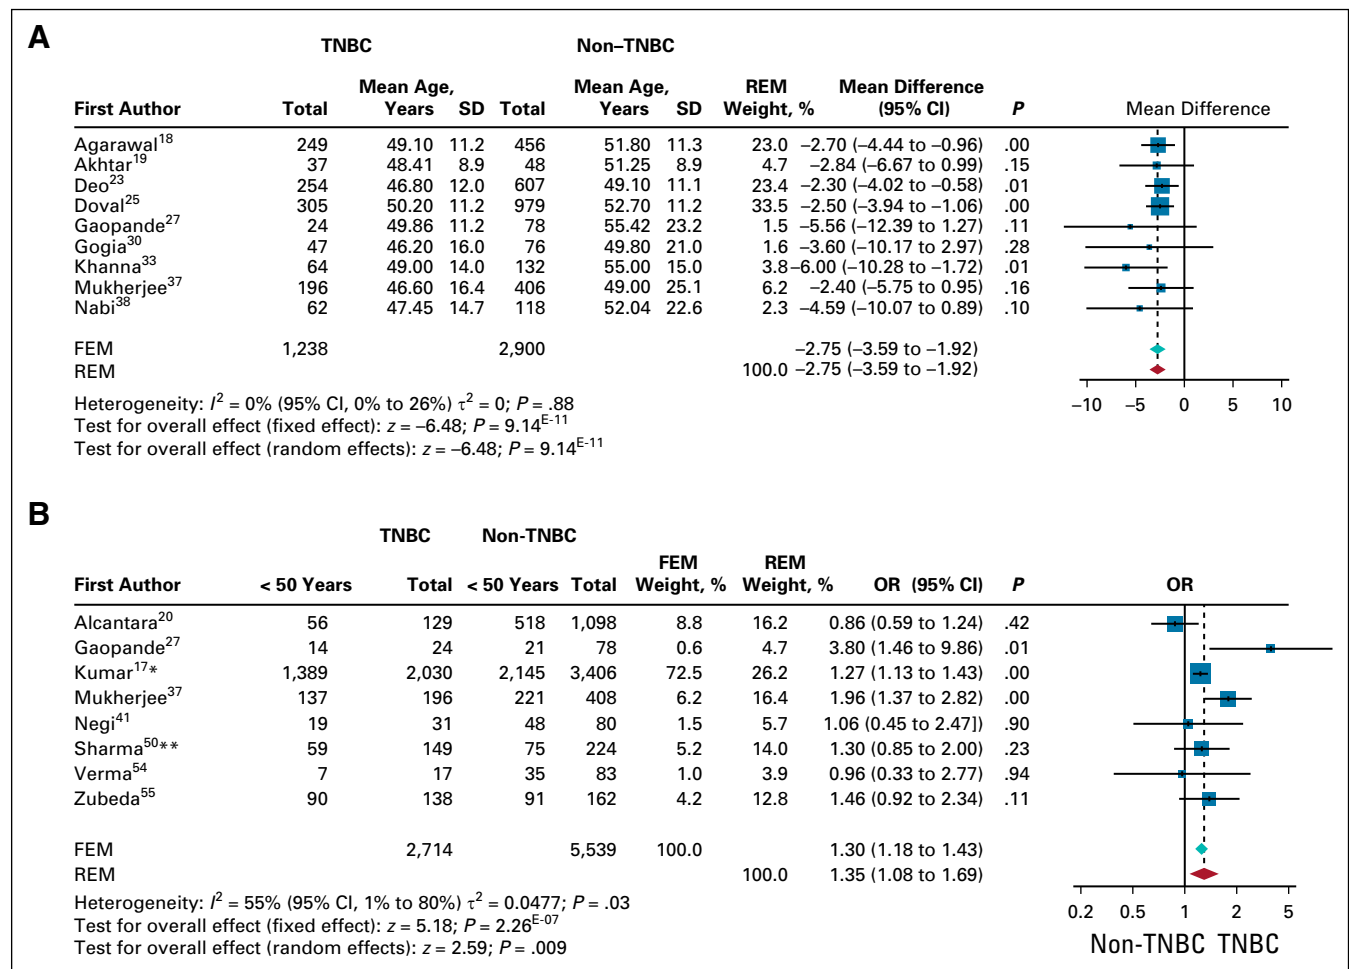 A
TNBC Non–TNBC
Mean Age, Mean Age, REM Mean Difference
First Author Total Years SD Total Years SD Weight, % (95% CI) P Mean Difference
Agarawal18 249 49.10 11.2 456 51.80 11.3 23.0 –2.70 (–4.44 to –0.96) .00
Akhtar19 37 48.41 8.9 48 51.25 8.9 4.7 –2.84 (–6.67 to 0.99) .15
Deo23 254 46.80 12.0 607 49.10 11.1 23.4 –2.30 (–4.02 to –0.58) .01
Doval25 305 50.20 11.2 979 52.70 11.2 33.5 –2.50 (–3.94 to –1.06) .00
Gaopande27 24 49.86 11.2 78 55.42 23.2 1.5 –5.56 (–12.39 to 1.27) .11
Gogia30 47 46.20 16.0 76 49.80 21.0 1.6 –3.60 (–10.17 to 2.97) .28
Khanna33 64 49.00 14.0 132 55.00 15.0 3.8 –6.00 (–10.28 to –1.72) .01
Mukherjee37 196 46.60 16.4 406 49.00 25.1 6.2 –2.40 (–5.75 to 0.95) .16
Nabi38 62 47.45 14.7 118 52.04 22.6 2.3 –4.59 (–10.07 to 0.89) .10
FEM 1,238 2,900 –2.75 (–3.59 to –1.92)
REM 100.0 –2.75 (–3.59 to –1.92)
–10 –5 0 5 10
Heterogeneity: I2 = 0% (95% CI, 0% to 26%) τ2 = 0; P = .88
Test for overall effect (fixed effect): z = –6.48; P = 9.14E-11
Test for overall effect (random effects): z = –6.48; P = 9.14E-11
B
TNBC Non-TNBC
FEM REM
First Author < 50 Years Total < 50 Years Total Weight, % Weight, % OR (95% CI) P OR
Alcantara20 56 129 518 1,098 8.8 16.2 0.86 (0.59 to 1.24) .42
Gaopande27 14 24 21 78 0.6 4.7 3.80 (1.46 to 9.86) .01
Kumar17* 1,389 2,030 2,145 3,406 72.5 26.2 1.27 (1.13 to 1.43) .00
Mukherjee37 137 196 221 408 6.2 16.4 1.96 (1.37 to 2.82) .00
Negi41 19 31 48 80 1.5 5.7 1.06 (0.45 to 2.47]) .90
Sharma50** 59 149 75 224 5.2 14.0 1.30 (0.85 to 2.00) .23
Verma54 7 17 35 83 1.0 3.9 0.96 (0.33 to 2.77) .94
Zubeda55 90 138 91 162 4.2 12.8 1.46 (0.92 to 2.34) .11
FEM 2,714 5,539 100.0 1.30 (1.18 to 1.43)
REM 100.0 1.35 (1.08 to 1.69)
Heterogeneity: I2 = 55% (95% CI, 1% to 80%) τ2 = 0.0477; P = .03
0.2 0.5 1 2 5
Test for overall effect (fixed effect): z = 5.18; P = 2.26E-07
Test for overall effect (random effects): z = 2.59; P = .009
Non-TNBC TNBC